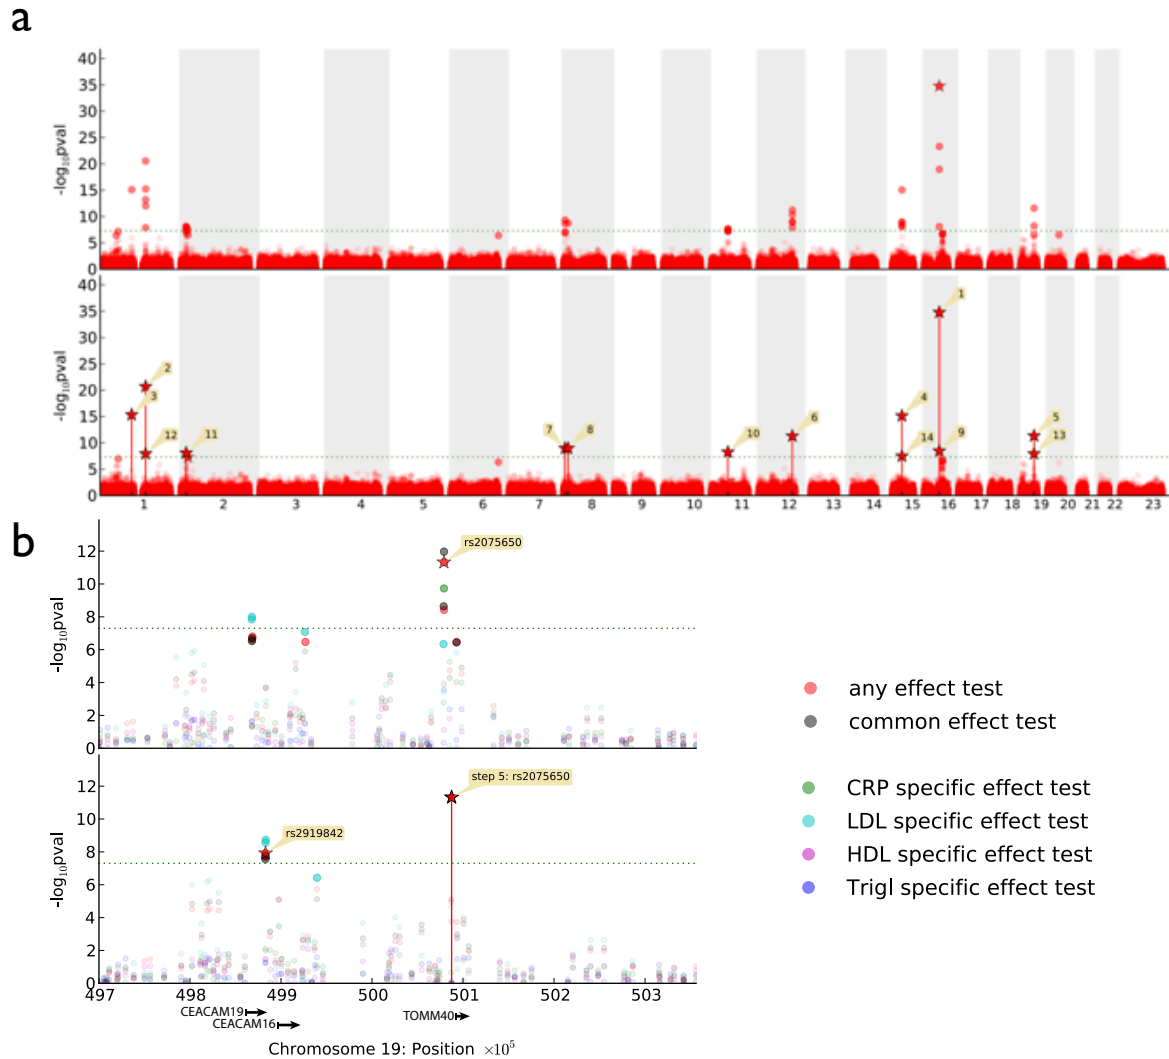 a
40
35
30
25
20
15
10
5
0
-log10pval
40
35
30
25
20
15
10
5
0
-log10pval
1
2
3
4
5
6
7
8
9
10
11
12
13
14
1 2 3 4 5 6 7 8 9 10 11 12 13 14 15 16 17 18 19 20 21 22 23
b
12
10
8
6
4
2
0
-log10pval
rs2075650
12
10
8
6
4
2
0
-log10pval
step 5: rs2075650
rs2919842
497 498 499 500 501 502 503
CEACAM19
CEACAM16
TOMM40
Chromosome 19: Position ×10⁵
any effect test
common effect test
CRP specific effect test
LDL specific effect test
HDL specific effect test
Trigl specific effect test